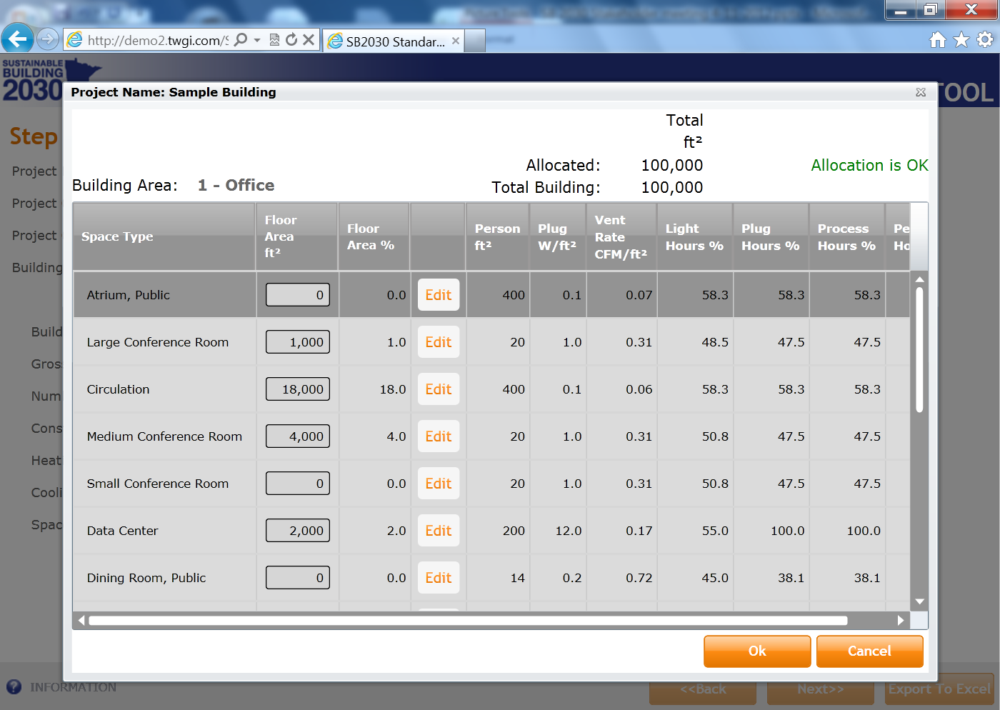 http://demo2.twgi.com/S
SB2030 Standar...
SUSTAINABLE
BUILDING
2030
TOOL
Project Name: Sample Building
Step
Project
Project
Project
Building
Build
Gros
Num
Cons
Heat
Cooli
Spac
Total
ft²
Allocated: 100,000 Allocation is OK
Building Area: 1 - Office
Total Building: 100,000
Space Type Floor Area ft² Floor Area % Person ft² Plug W/ft² Vent Rate CFM/ft² Light Hours % Plug Hours % Process Hours % Pe Ho
Atrium, Public 0 0.0 Edit 400 0.1 0.07 58.3 58.3 58.3
Large Conference Room 1,000 1.0 Edit 20 1.0 0.31 48.5 47.5 47.5
Circulation 18,000 18.0 Edit 400 0.1 0.06 58.3 58.3 58.3
Medium Conference Room 4,000 4.0 Edit 20 1.0 0.31 50.8 47.5 47.5
Small Conference Room 0 0.0 Edit 20 1.0 0.31 50.8 47.5 47.5
Data Center 2,000 2.0 Edit 200 12.0 0.17 55.0 100.0 100.0
Dining Room, Public 0 0.0 Edit 14 0.2 0.72 45.0 38.1 38.1
Ok Cancel
? INFORMATION <<Back Next>> Export To Excel